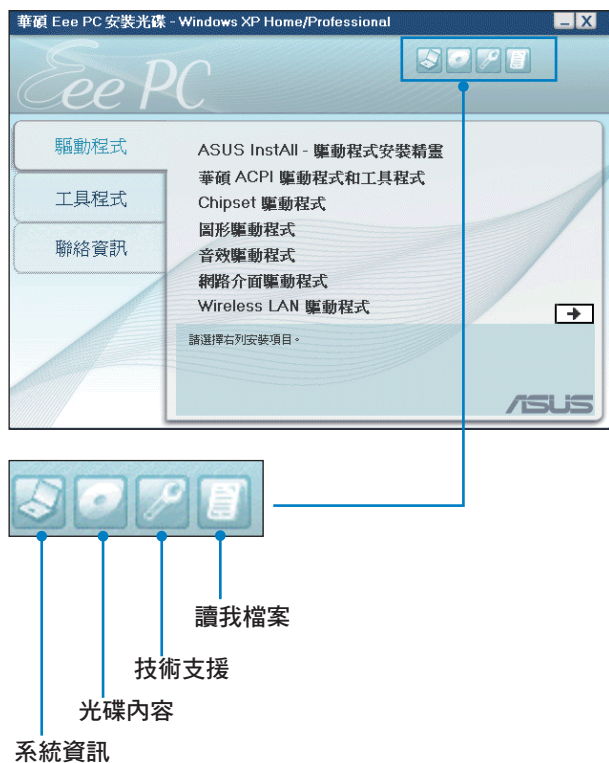 華碩 Eee PC 安裝光碟 - Windows XP Home/Professional
Eee PC
驅動程式
工具程式
聯絡資訊
ASUS InstAll - 驅動程式安裝精靈
華碩 ACPI 驅動程式和工具程式
Chipset 驅動程式
圖形驅動程式
音效驅動程式
網路介面驅動程式
Wireless LAN 驅動程式
請選擇右列安裝項目。
ASUS
讀我檔案
技術支援
光碟內容
系統資訊